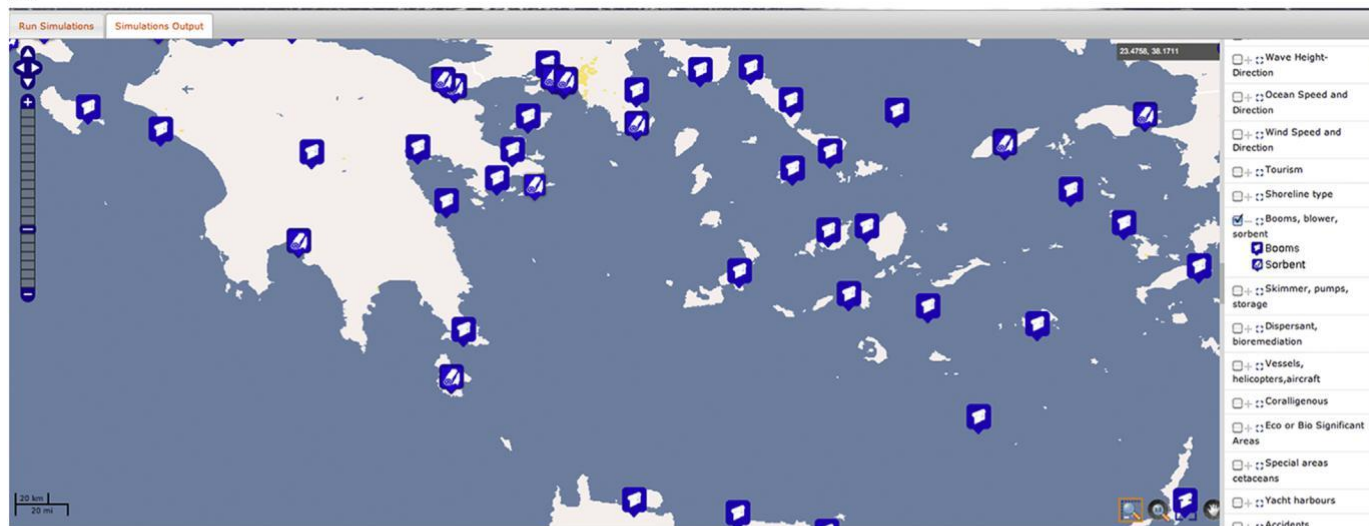 Run Simulations
Simulations Output
23.4758, 38.1711
Wave Height-
Direction
Ocean Speed and
Direction
Wind Speed and
Direction
Tourism
Shoreline type
Booms, blower,
sorbent
Booms
Sorbent
Skimmer, pumps,
storage
Dispersant,
bioremediation
Vessels,
helicopters,aircraft
Coralligenous
Eco or Bio Significant
Areas
Special areas
cetaceans
Yacht harbours
Accidents
20 km
20 mi